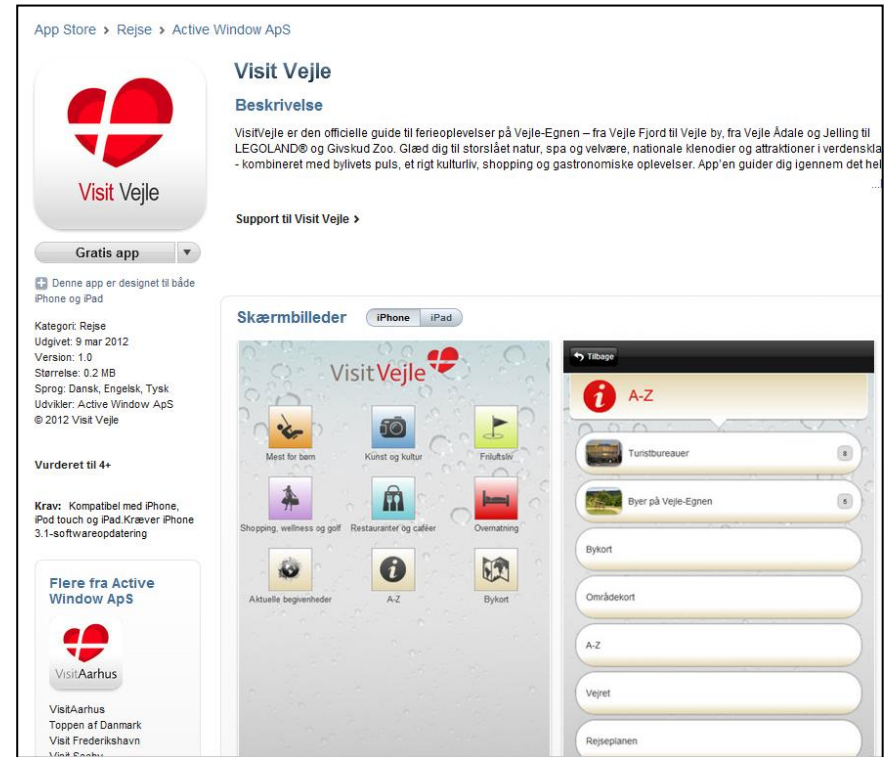 App Store > Rejse > Active Window ApS
Visit Vejle
Visit Vejle
Beskrivelse
VisitVejle er den officielle guide til ferieoplevelser på Vejle-Egnen – fra Vejle Fjord til Vejle by, fra Vejle Ådale og Jelling til
LEGOLAND® og Givskud Zoo. Glæd dig til storslået natur, spa og velvære, nationale klenodier og attraktioner i verdenskla
- kombineret med bylivets puls, et rigt kulturliv, shopping og gastronomiske oplevelser. App'en guider dig igennem det hel
Support til Visit Vejle >
Gratis app
Denne app er designet til både
iPhone og iPad
Kategori: Rejse
Udgivet: 9 mar 2012
Version: 1.0
Størrelse: 0.2 MB
Sprog: Dansk, Engelsk, Tysk
Udvikler: Active Window ApS
© 2012 Visit Vejle
Vurderet til 4+
Krav: Kompatibel med iPhone,
iPod touch og iPad.Kræver iPhone
3.1-softwareopdatering
Flere fra Active
Window ApS
VisitAarhus
VisitAarhus
Toppen af Danmark
Visit Frederikshavn
Skærmbilleder iPhone iPad
VisitVejle
Mest for børn Kunst og kultur Friluftsliv
Shopping, wellness og golf Restauranter og caféer Overnatning
Aktuelle begivenheder A-Z Bykort
Tilbage
A-Z
Turistbureauer 8
Byer på Vejle-Egnen 5
Bykort
Områdekort
A-Z
Vejret
Rejseplanen